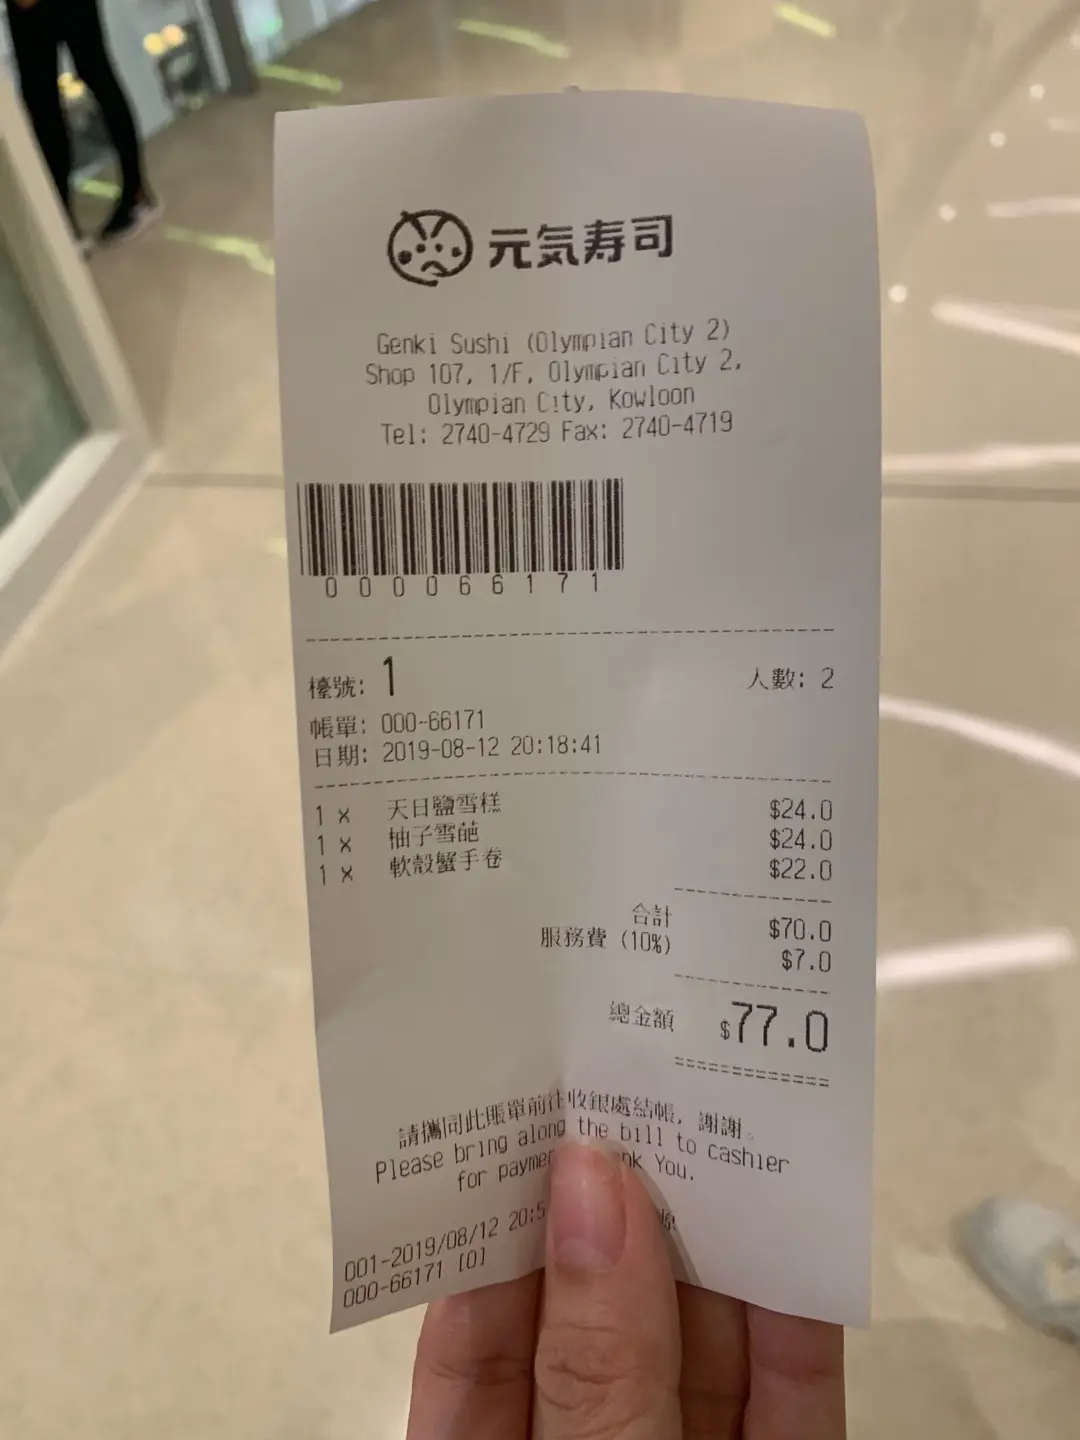 元気寿司
Genki Sushi (Olympian City 2)
Shop 107, 1/F, Olympian City 2,
Olympian City, Kowloon
Tel: 2740-4729 Fax: 2740-4719
000066171
檯號: 1 人數: 2
帳單: 000-66171
日期: 2019-08-12 20:18:41
1 x 天日鹽雪糕 $24.0
1 x 柚子雪葩 $24.0
1 x 軟殼蟹手卷 $22.0
合計 $70.0
服務費 (10%) $7.0
總金額 $77.0
請攜同此賬單前往收銀處結帳, 謝謝。
Please bring along the bill to cashier
for You.
001-2019/08/12
000-66171 [0]